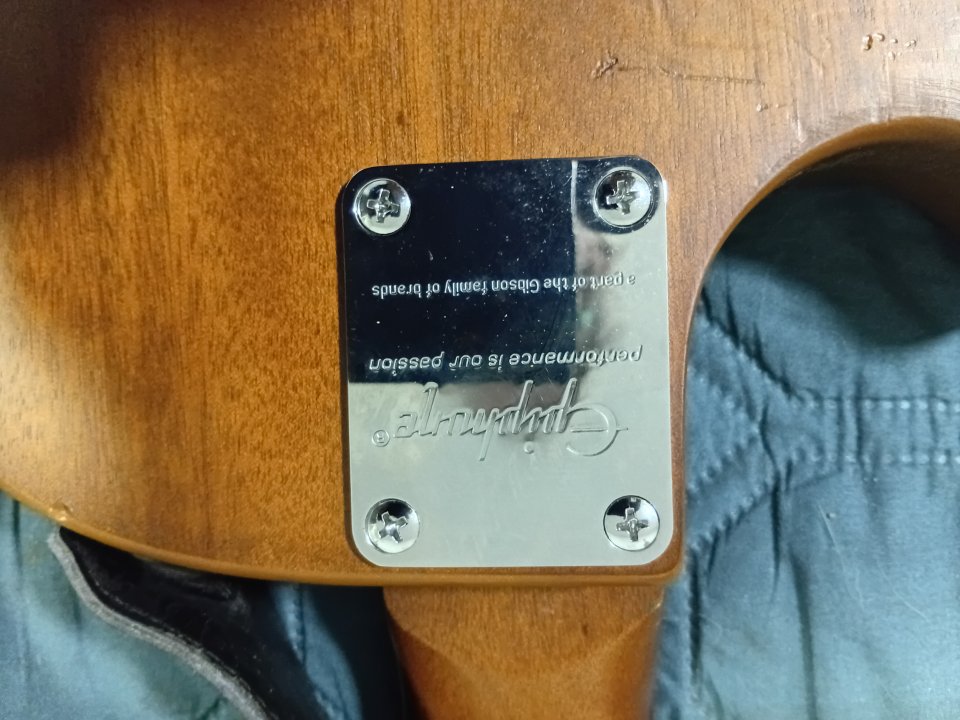 Epiphone®
performance is our passion
a part of the Gibson family of brands